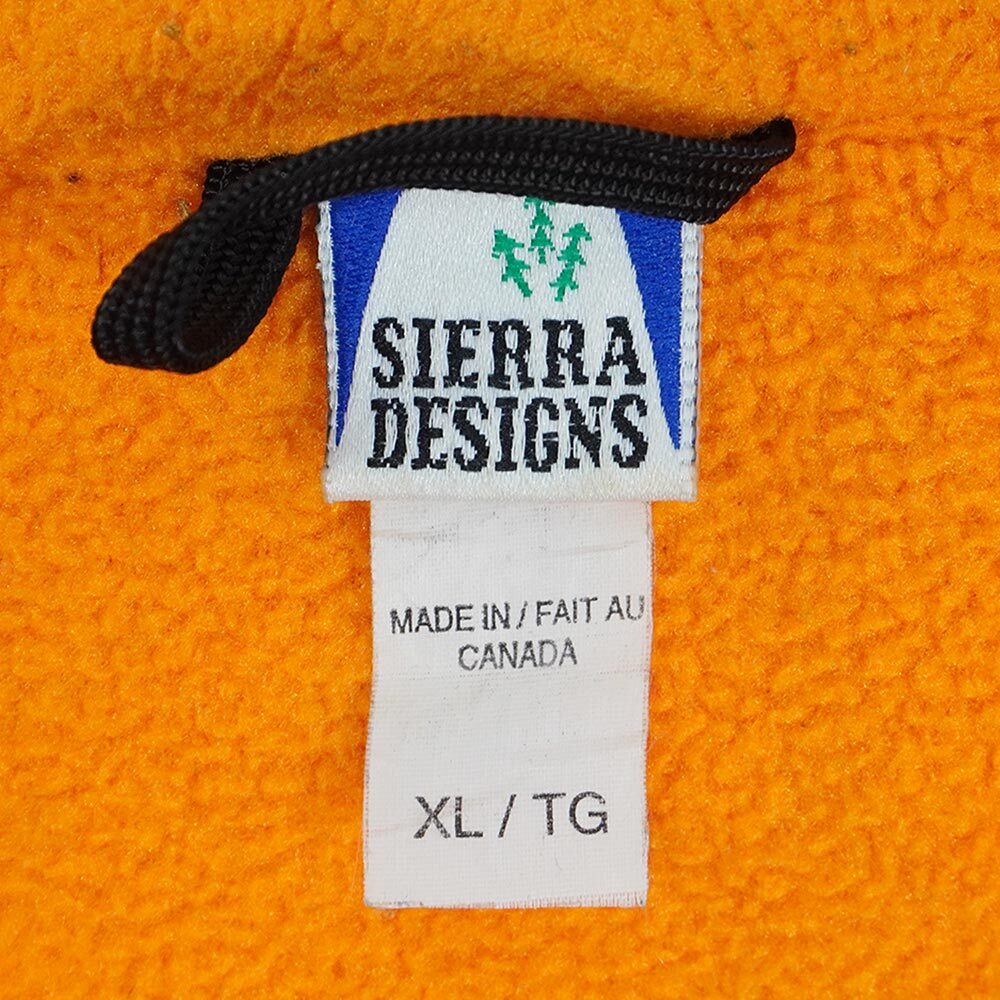 SIERRA
DESIGNS
MADE IN / FAIT AU
CANADA
XL / TG